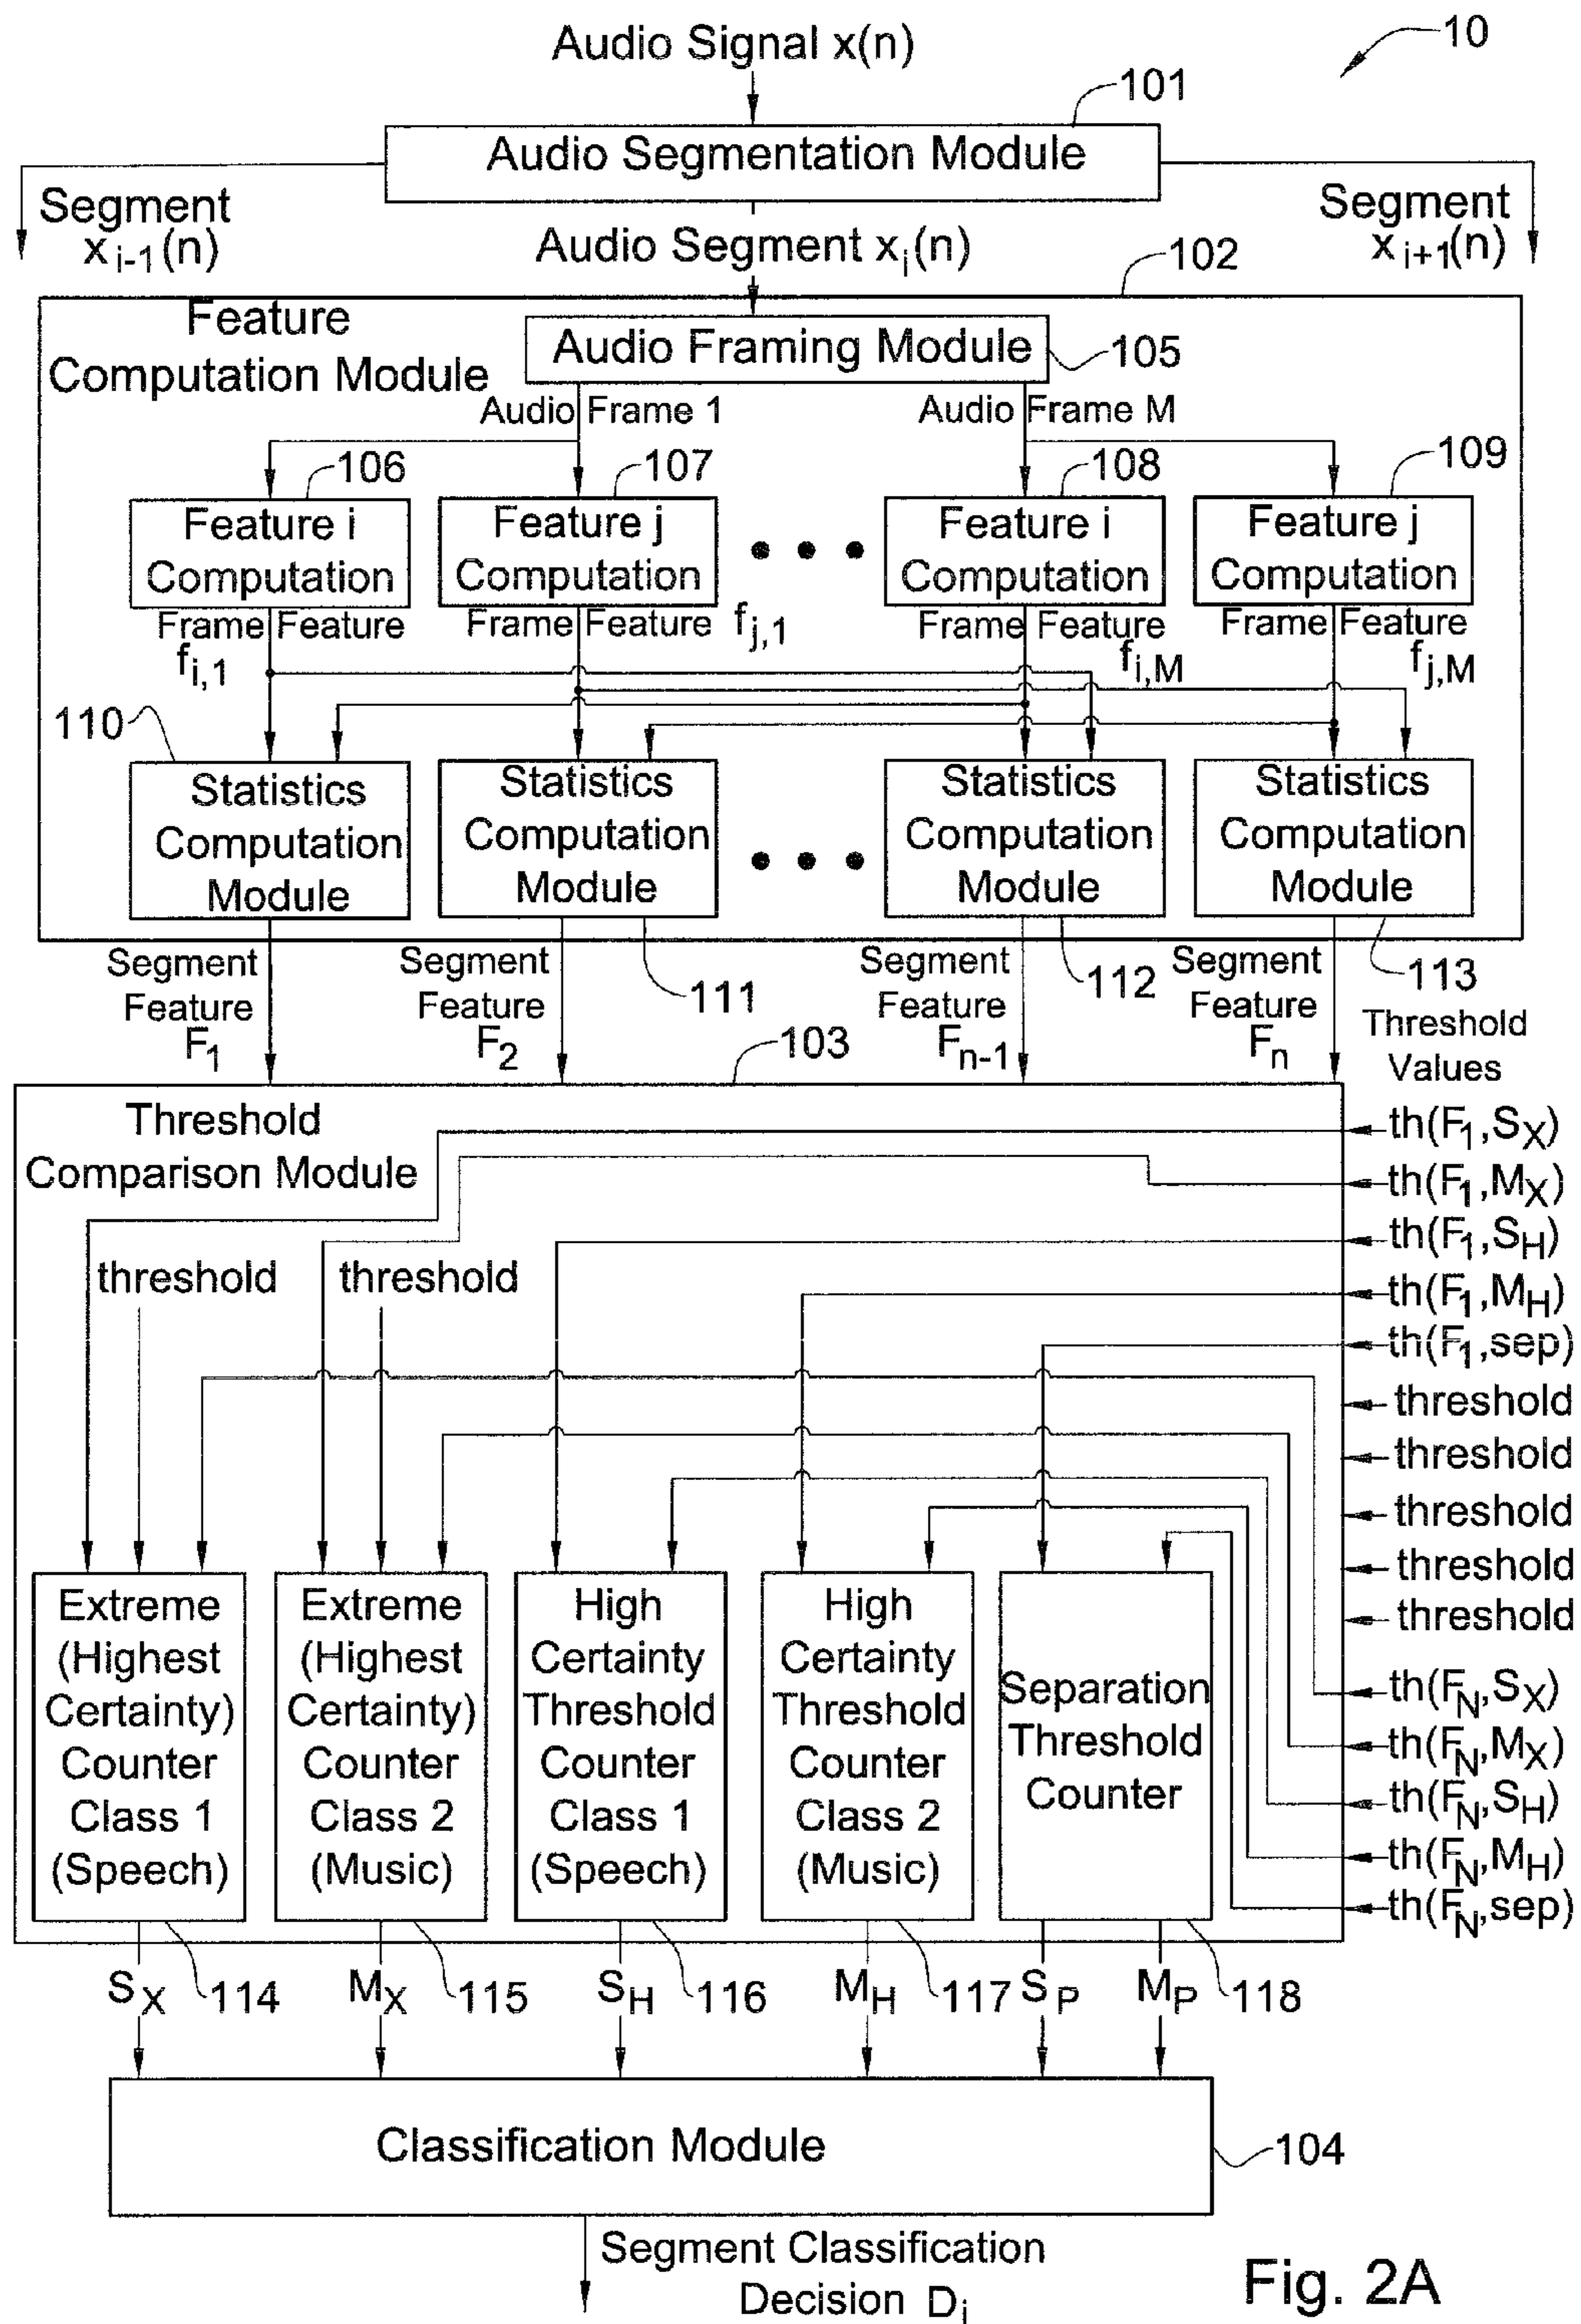 10
Audio Signal x(n)
101
Audio Segmentation Module
Segment
x i-1 (n)
Audio Segment x i (n)
Segment
x i+1 (n)
102
Feature
Computation Module
Audio Framing Module
105
Audio Frame 1
Audio Frame M
106
107
108
109
Feature i
Computation
Feature j
Computation
Feature i
Computation
Feature j
Computation
Frame Feature
f i,1
Frame Feature f j,1
Frame Feature
f i,M
Frame Feature
f j,M
110
Statistics
Computation
Module
Statistics
Computation
Module
Statistics
Computation
Module
Statistics
Computation
Module
Segment
Feature
F1
Segment
Feature
F2
111
Segment
Feature
Fn-1
112
Segment
Feature
Fn
113
Threshold
Values
103
Threshold
Comparison Module
th(F1,SX)
th(F1,MX)
th(F1,SH)
th(F1,MH)
th(F1,sep)
threshold
threshold
threshold
threshold
threshold
threshold
threshold
th(FN,SX)
th(FN,MX)
th(FN,SH)
th(FN,MH)
th(FN,sep)
Extreme
(Highest
Certainty)
Counter
Class 1
(Speech)
Extreme
(Highest
Certainty)
Counter
Class 2
(Music)
High
Certainty
Threshold
Counter
Class 1
(Speech)
High
Certainty
Threshold
Counter
Class 2
(Music)
Separation
Threshold
Counter
SX
114
MX
115
SH
116
MH
117
SP
MP
118
Classification Module
104
Segment Classification
Decision Di
Fig. 2A